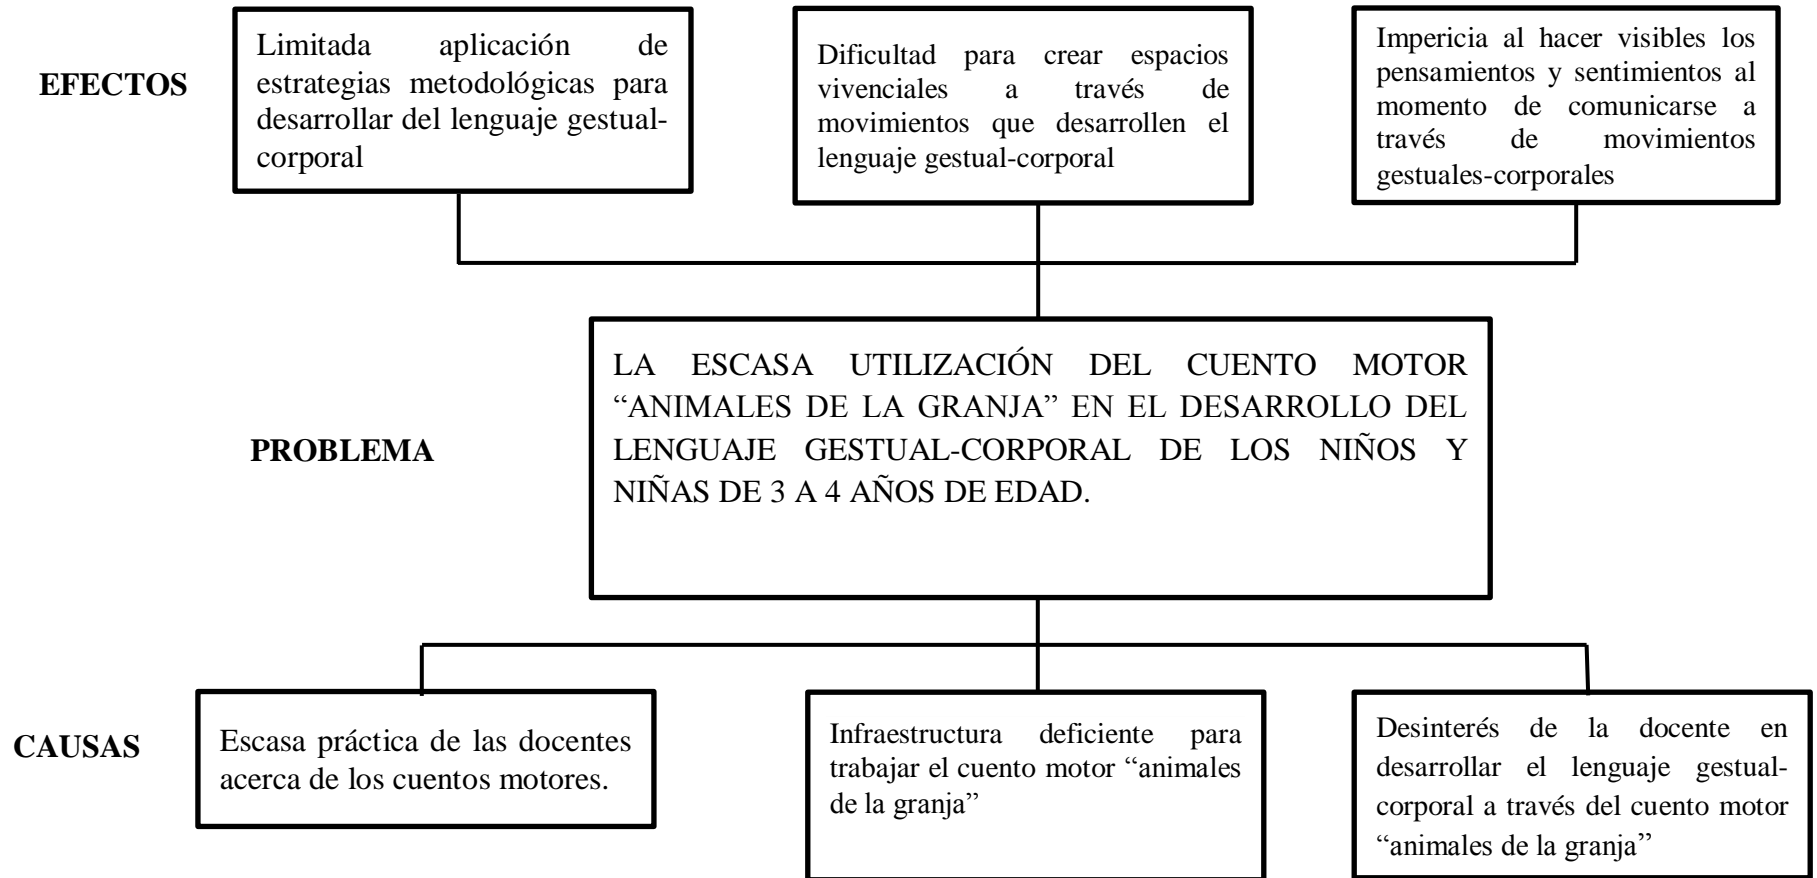 EFECTOS
Limitada aplicación de
estrategias metodológicas para
desarrollar del lenguaje gestual-
corporal
Dificultad para crear espacios
vivenciales a través de
movimientos que desarrollen el
lenguaje gestual-corporal
Impericia al hacer visibles los
pensamientos y sentimientos al
momento de comunicarse a
través de movimientos
gestuales-corporales
PROBLEMA
LA ESCASA UTILIZACIÓN DEL CUENTO MOTOR
“ANIMALES DE LA GRANJA” EN EL DESARROLLO DEL
LENGUAJE GESTUAL-CORPORAL DE LOS NIÑOS Y
NIÑAS DE 3 A 4 AÑOS DE EDAD.
CAUSAS
Escasa práctica de las docentes
acerca de los cuentos motores.
Infraestructura deficiente para
trabajar el cuento motor “animales
de la granja”
Desinterés de la docente en
desarrollar el lenguaje gestual-
corporal a través del cuento motor
“animales de la granja”